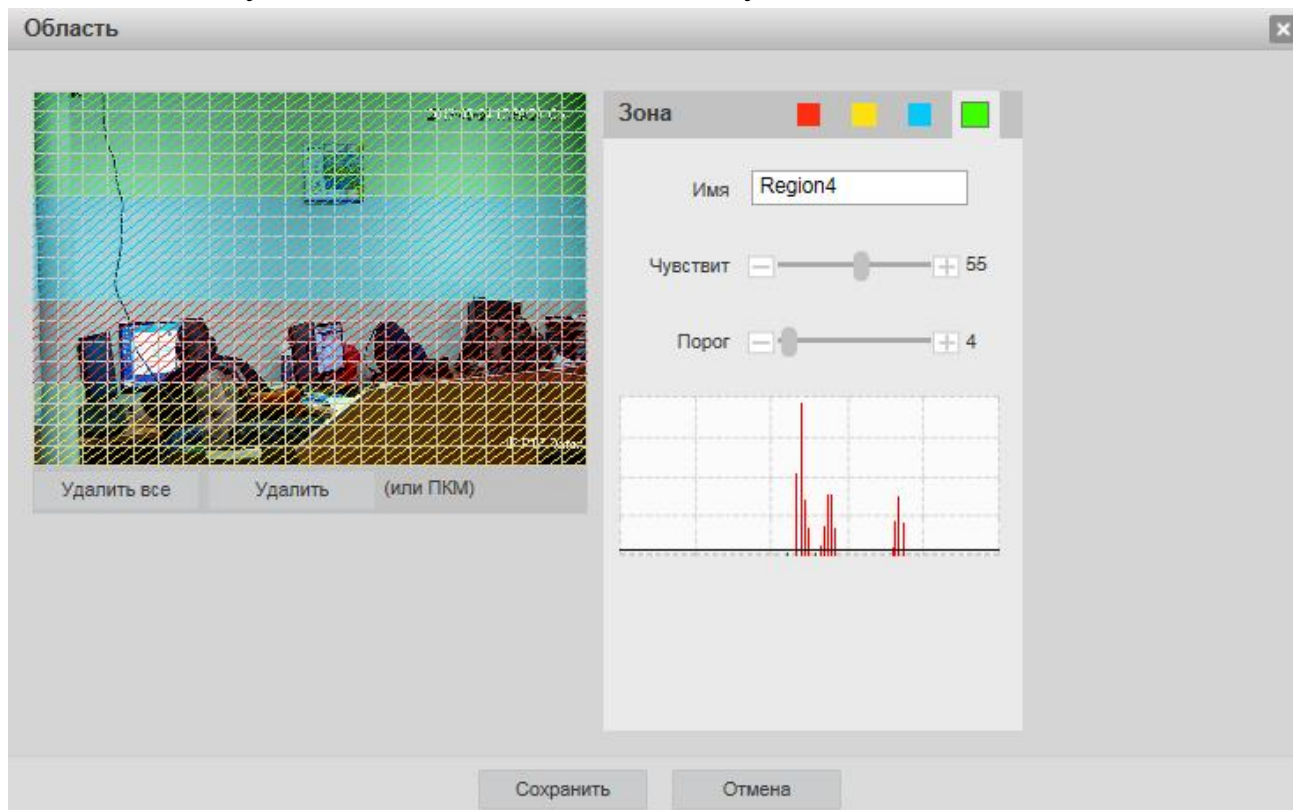 Область
Зона
Имя
Region4
Чувствит
55
Порог
4
Удалить все
Удалить
(или ПКМ)
Сохранить
Отмена